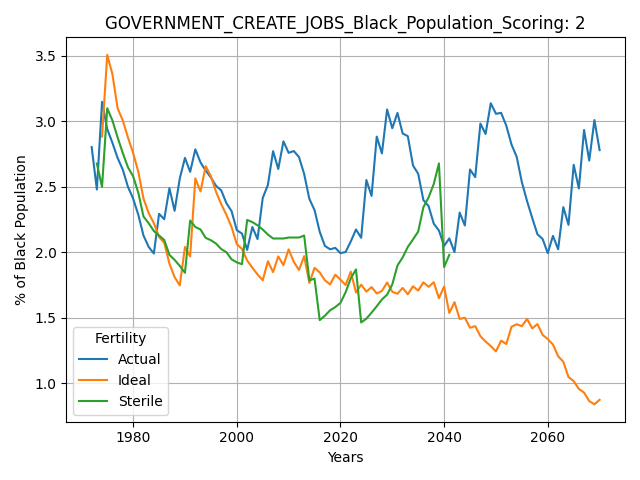 GOVERNMENT_CREATE_JOBS_Black_Population_Scoring: 2
3.5
3.0
2.5
2.0
1.5
1.0
% of Black Population
Fertility
Actual
Ideal
Sterile
1980
2000
2020
2040
2060
Years